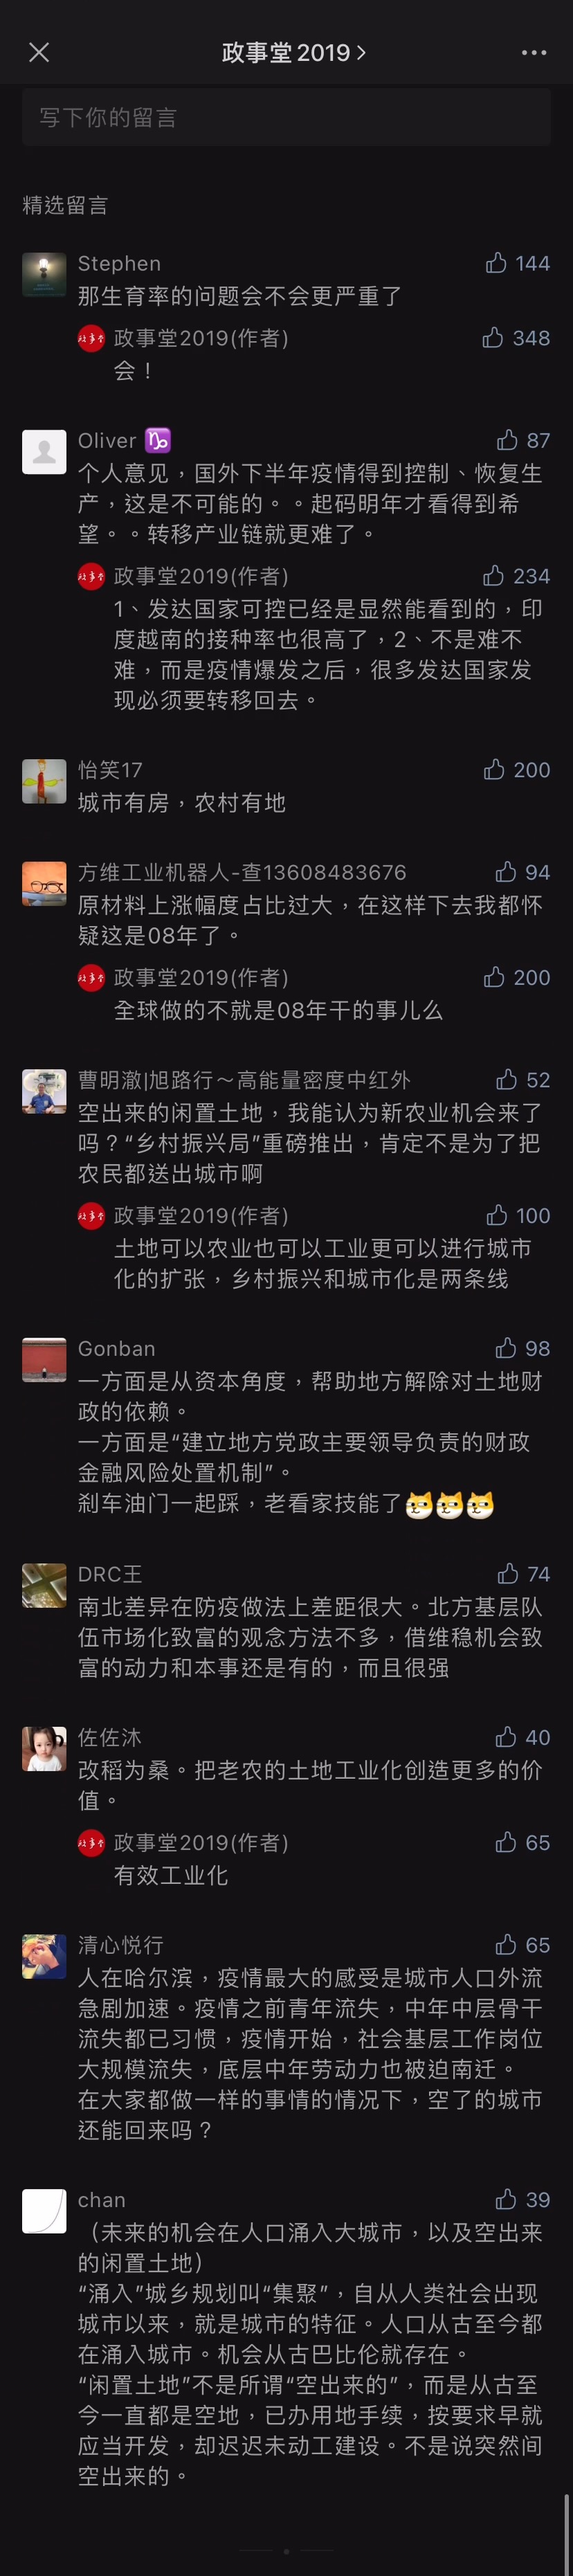 政事堂2019
写下你的留言
精选留言
Stephen 144
那生育率的问题会不会更严重了
政事堂2019(作者) 348
会！
Oliver ♑ 87
个人意见，国外下半年疫情得到控制、恢复生
产，这是不可能的。。起码明年才看得到希
望。。转移产业链就更难了。
政事堂2019(作者) 234
1、发达国家可控已经是显然能看到的，印
度越南的接种率也很高了，2、不是难不
难，而是疫情爆发之后，很多发达国家发
现必须要转移回去。
怡笑17 200
城市有房，农村有地
方维工业机器人-查13608483676 94
原材料上涨幅度占比过大，在这样下去我都怀
疑这是08年了。
政事堂2019(作者) 200
全球做的不就是08年干的事儿么
曹明澈|旭路行～高能量密度中红外 52
空出来的闲置土地，我能认为新农业机会来了
吗？“乡村振兴局”重磅推出，肯定不是为了把
农民都送出城市啊
政事堂2019(作者) 100
土地可以农业也可以工业更可以进行城市
化的扩张，乡村振兴和城市化是两条线
Gonban 98
一方面是从资本角度，帮助地方解除对土地财
政的依赖。
一方面是“建立地方党政主要领导负责的财政
金融风险处置机制”。
刹车油门一起踩，老看家技能了
DRC王 74
南北差异在防疫做法上差距很大。北方基层队
伍市场化致富的观念方法不多，借维稳机会致
富的动力和本事还是有的，而且很强
佐佐沐 40
改稻为桑。把老农的土地工业化创造更多的价
值。
政事堂2019(作者) 65
有效工业化
清心悦行 65
人在哈尔滨，疫情最大的感受是城市人口外流
急剧加速。疫情之前青年流失，中年中层骨干
流失都已习惯，疫情开始，社会基层工作岗位
大规模流失，底层中年劳动力也被迫南迁。
在大家都做一样的事情的情况下，空了的城市
还能回来吗？
chan 39
（未来的机会在人口涌入大城市，以及空出来
的闲置土地）
“涌入”城乡规划叫“集聚”，自从人类社会出现
城市以来，就是城市的特征。人口从古至今都
在涌入城市。机会从古巴比伦就存在。
“闲置土地”不是所谓“空出来的”，而是从古至
今一直都是空地，已办用地手续，按要求早就
应当开发，却迟迟未动工建设。不是说突然间
空出来的。